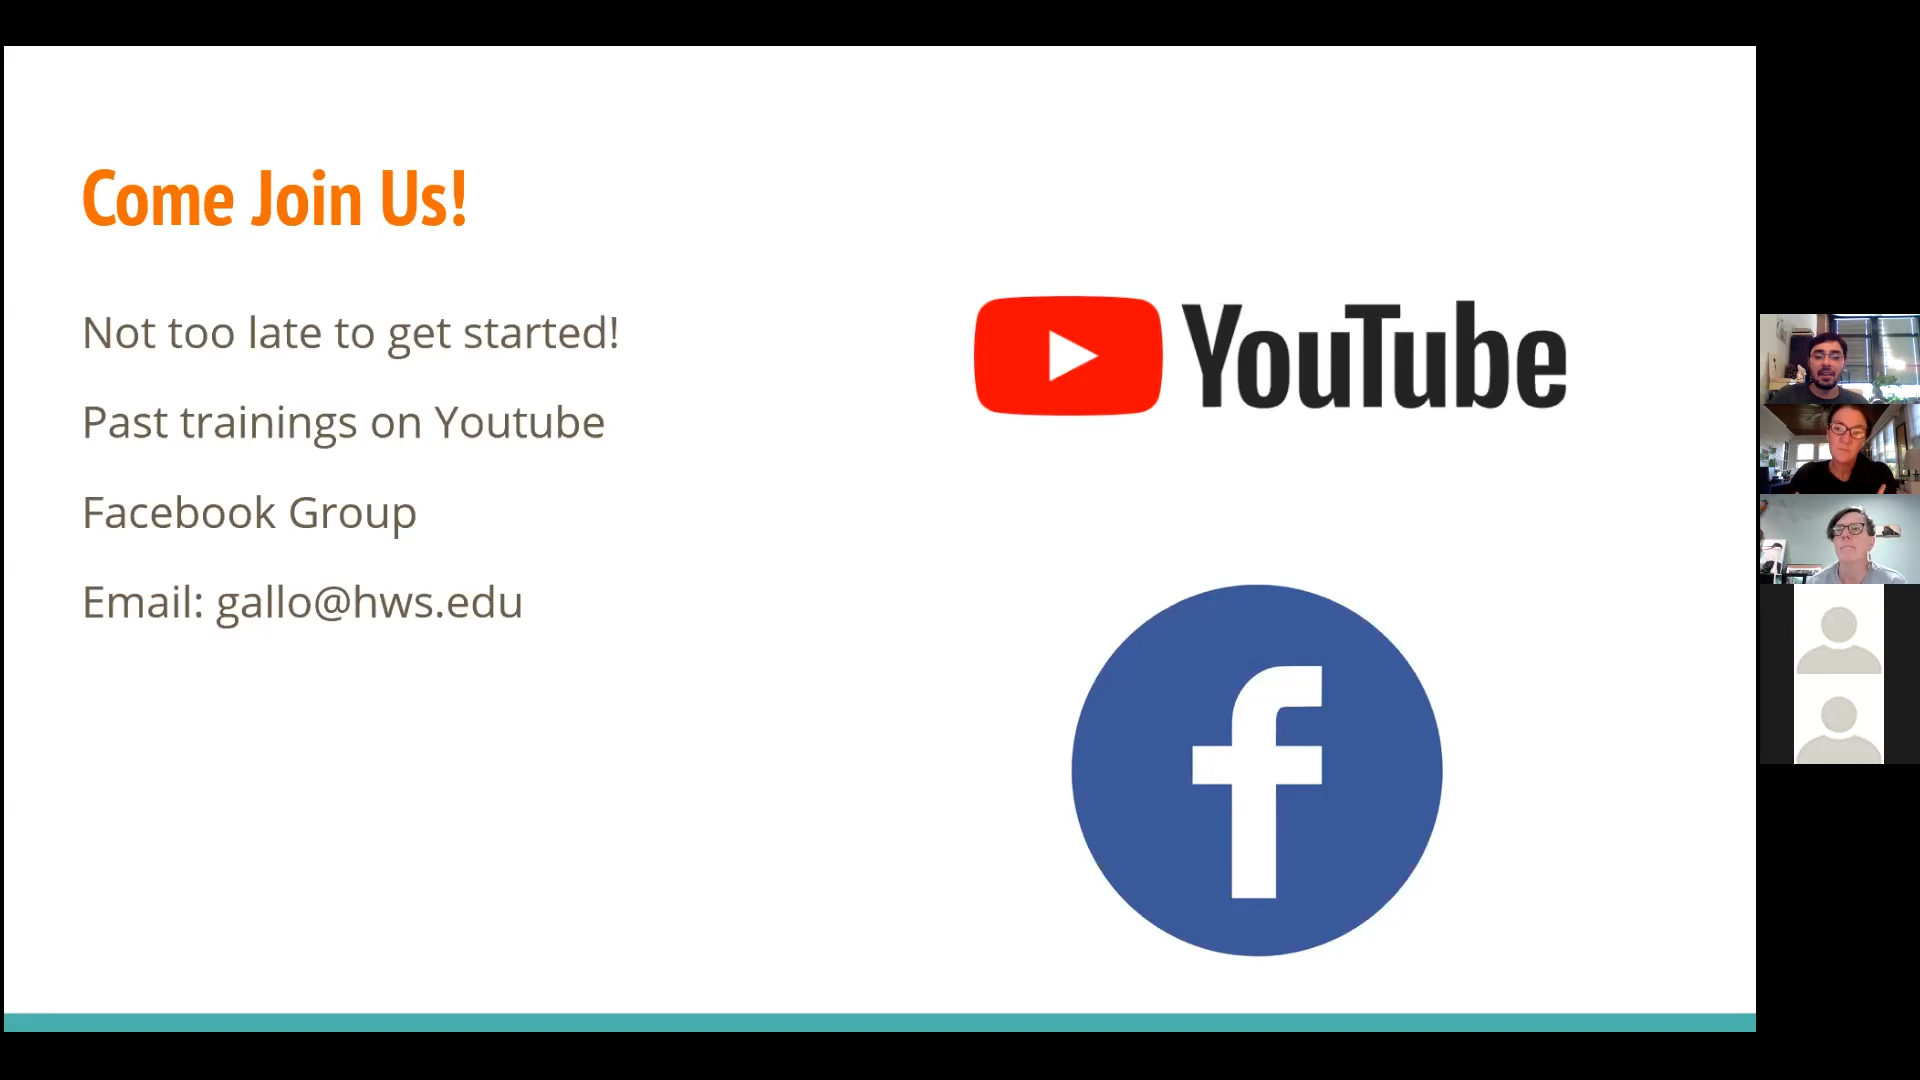 Come Join Us!
Not too late to get started!
Past trainings on Youtube
Facebook Group
Email: gallo@hws.edu
YouTube
f